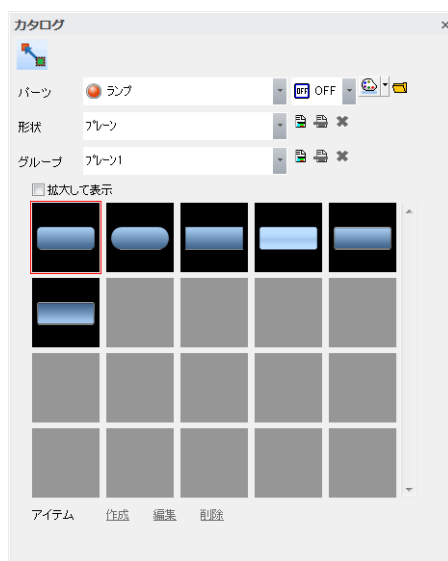 カタログ
パーツ ランプ OFF OFF
形状 ﾌﾟﾚｰﾝ
グループ ﾌﾟﾚｰﾝ1
拡大して表示
アイテム 作成 編集 削除